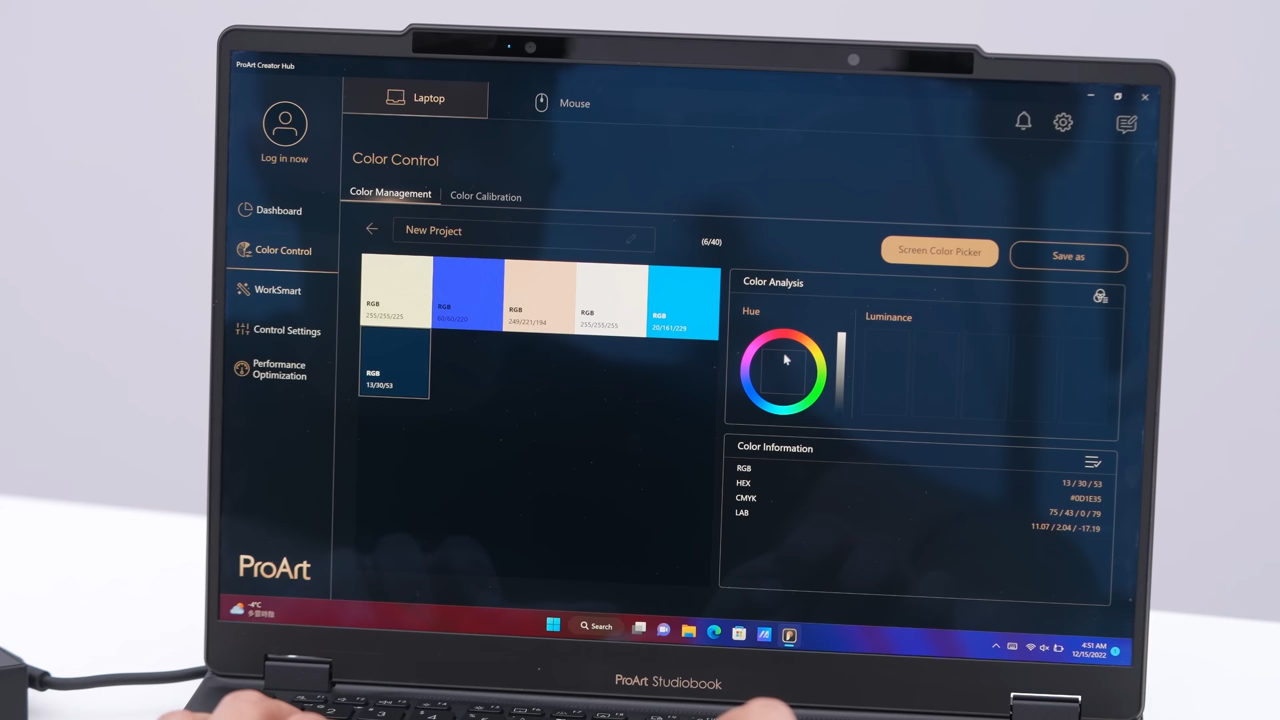 ProArt Creator Hub
Laptop
Mouse
Log in now
Color Control
Color Management
Color Calibration
Dashboard
Color Control
WorkSmart
Control Settings
Performance
Optimization
New Project
(6/40)
Screen Color Picker
Save as
RGB
255/255/225
RGB
60/60/220
RGB
249/221/194
RGB
255/255/255
RGB
20/161/229
RGB
13/30/53
Color Analysis
Hue
Luminance
Color Information
RGB
13 / 30 / 53
HEX
#0D1E35
CMYK
75 / 43 / 0 / 79
LAB
11.07 / 2.04 / -17.19
ProArt
-4°C
Search
4:51 AM
12/15/2022
ProArt Studiobook